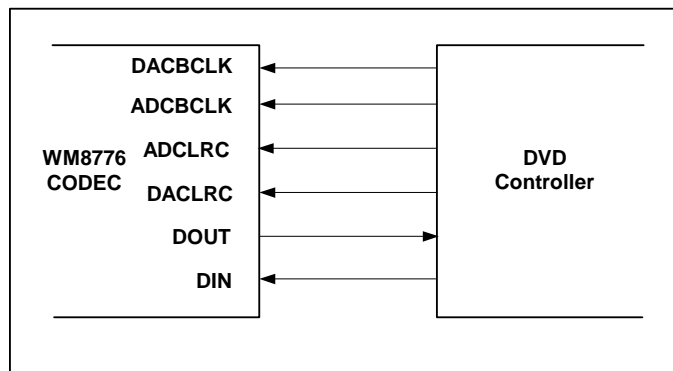 DACBCLK
ADCBCLK
ADCLRC
DACLRC
DOUT
DIN
WM8776
CODEC
DVD
Controller